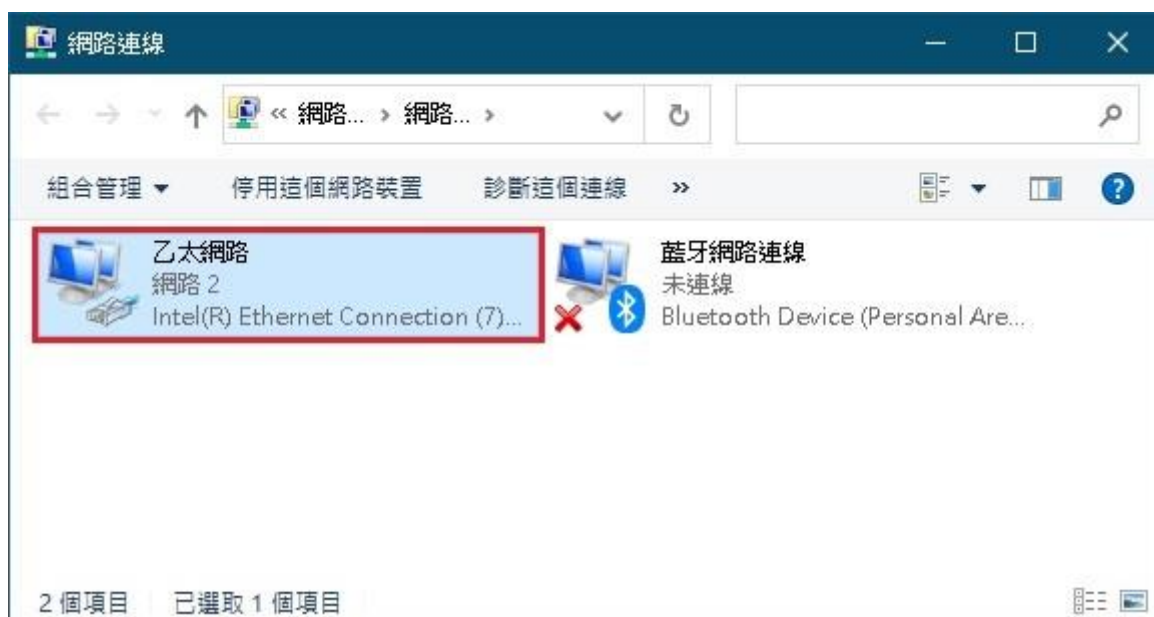 網路連線
« 網路... › 網路... ›
組合管理 停用這個網路裝置 診斷這個連線 »
乙太網路
網路 2
Intel(R) Ethernet Connection (7)...
藍牙網路連線
未連線
Bluetooth Device (Personal Are...
2 個項目 已選取 1 個項目